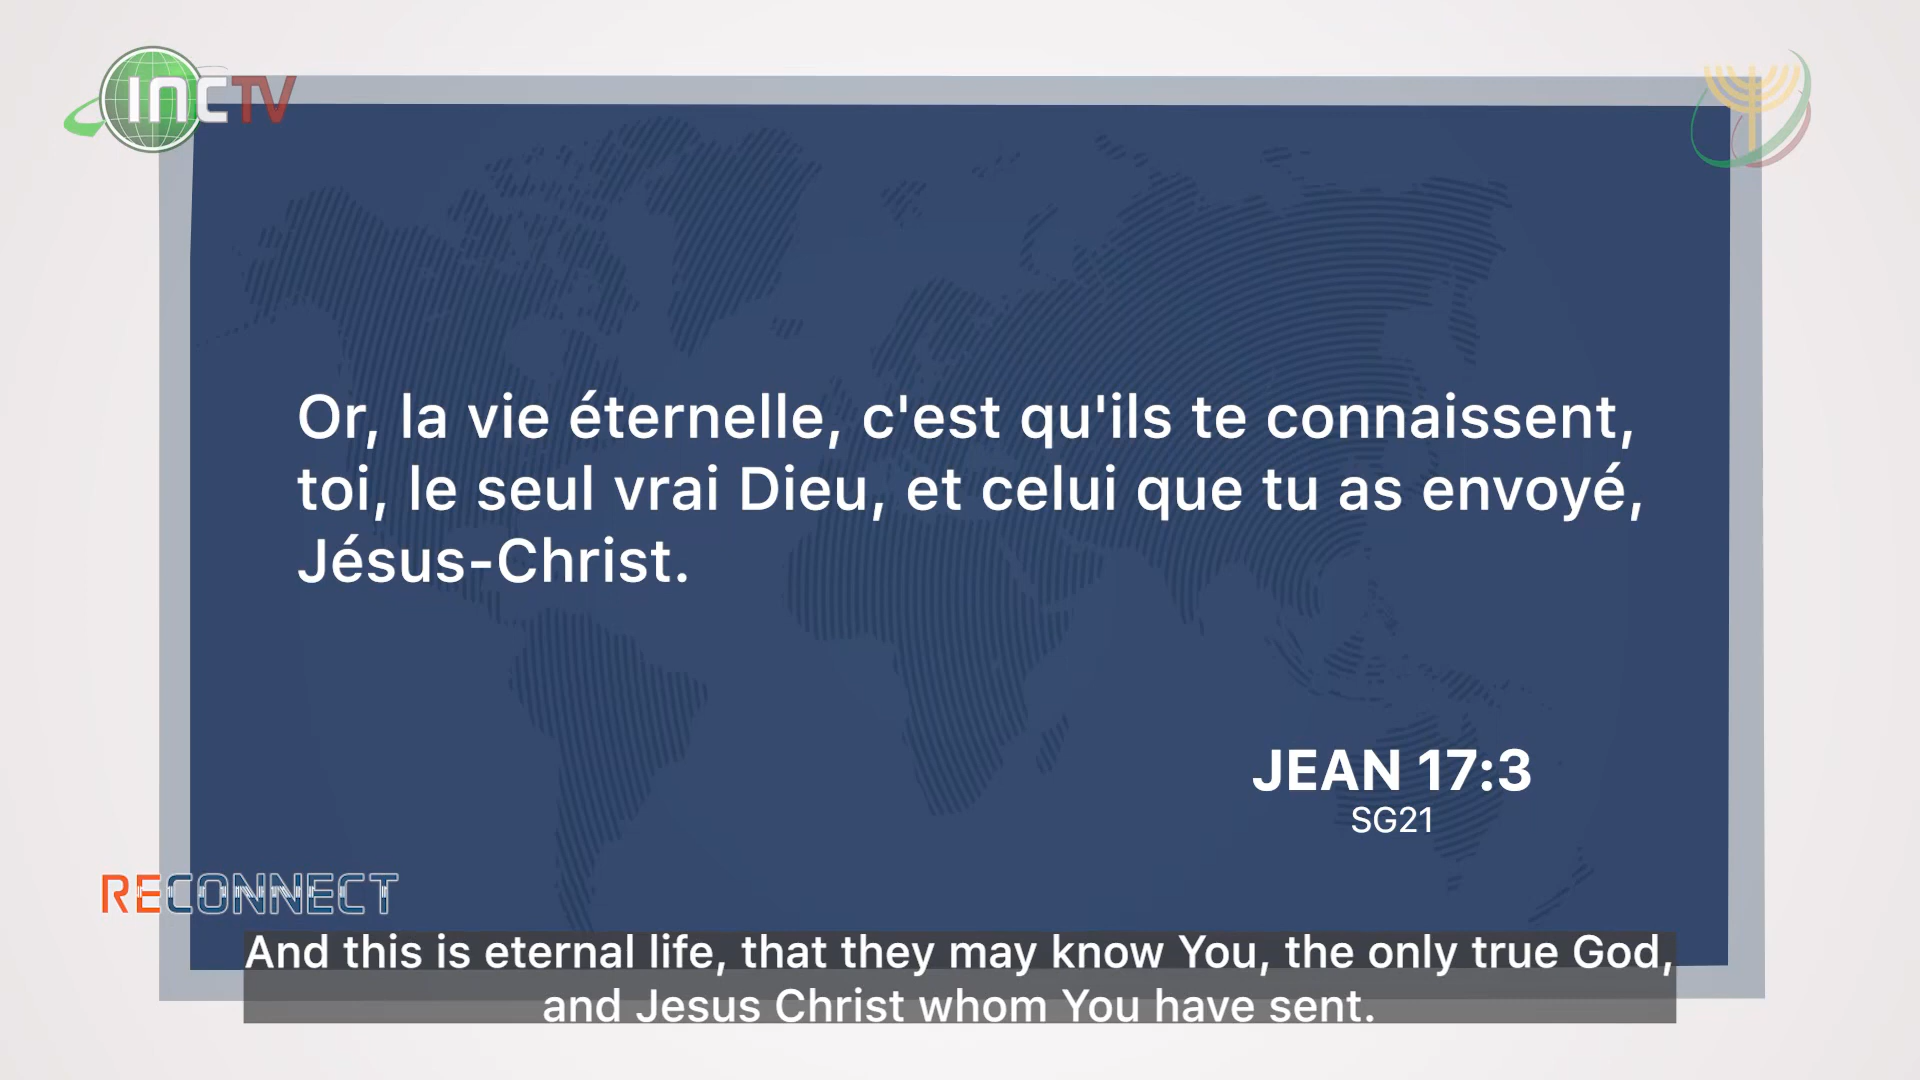 INCTV
Or, la vie éternelle, c'est qu'ils te connaissent,
toi, le seul vrai Dieu, et celui que tu as envoyé,
Jésus-Christ.
JEAN 17:3
SG21
RECONNECT
And this is eternal life, that they may know You, the only true God,
and Jesus Christ whom You have sent.